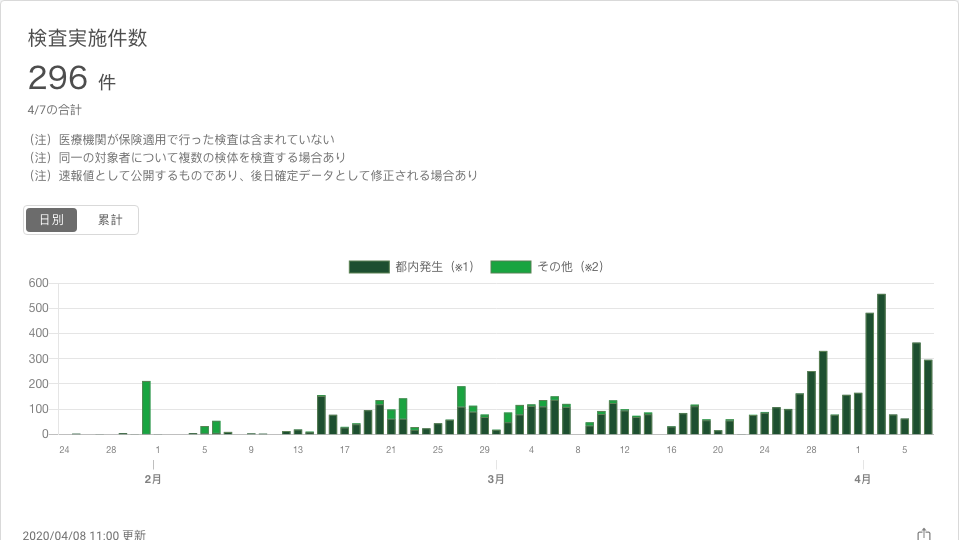 検査実施件数
296 件
4/7の合計
（注）医療機関が保険適用で行った検査は含まれていない
（注）同一の対象者について複数の検体を検査する場合あり
（注）速報値として公開するものであり、後日確定データとして修正される場合あり
日別 累計
都内発生（※1） その他（※2）
600
500
400
300
200
100
0
24 28 1 5 9 13 17 21 25 29 4 8 12 16 20 24 28 5
2月 3月 4月
2020/04/08 11:00 更新